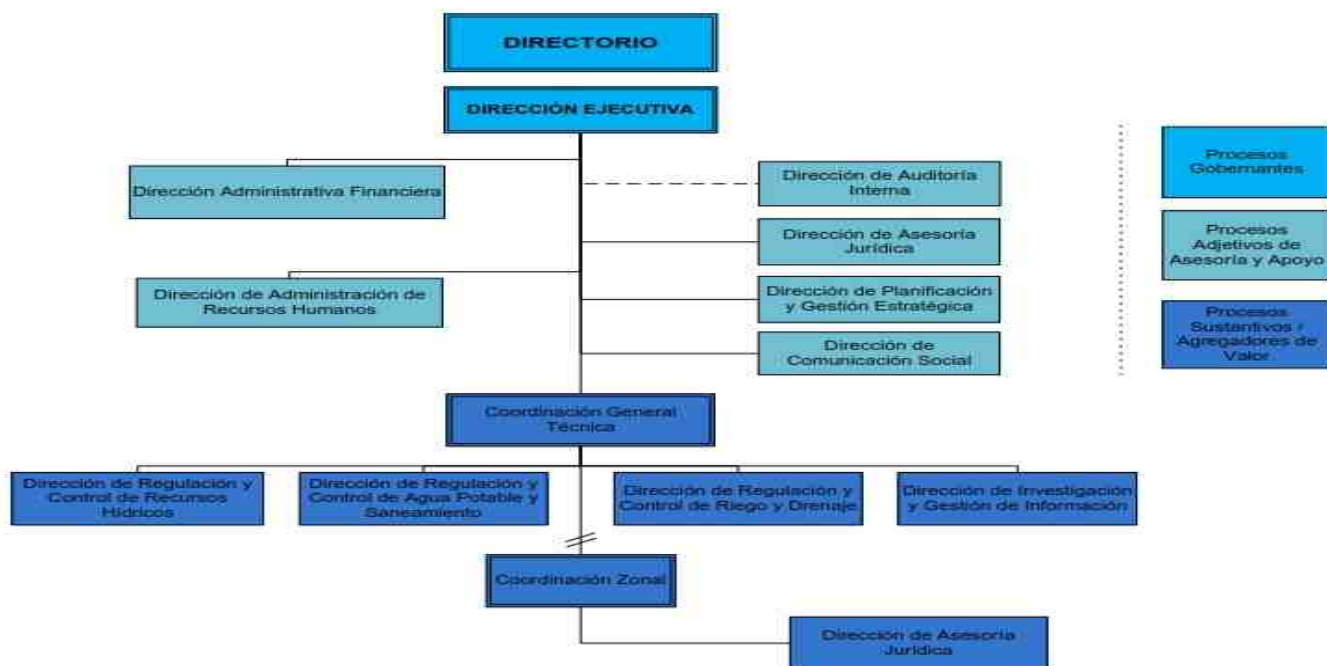 DIRECTORIO
DIRECCIÓN EJECUTIVA
Dirección Administrativa Financiera
Dirección de Auditoría
Interna
Dirección de Asesoría
Jurídica
Dirección de Administración de
Recursos Humanos
Dirección de Planificación
y Gestión Estratégica
Dirección de
Comunicación Social
Procesos
Gobernantes
Procesos
Adjetivos de
Asesoría y Apoyo
Procesos
Sustantivos /
Agregadores de
Valor
Coordinación General
Técnica
Dirección de Regulación y
Control de Recursos
Hídricos
Dirección de Regulación y
Control de Agua Potable y
Saneamiento
Dirección de Regulación y
Control de Riego y Drenaje
Dirección de Investigación
y Gestión de Información
Coordinación Zonal
Dirección de Asesoría
Jurídica